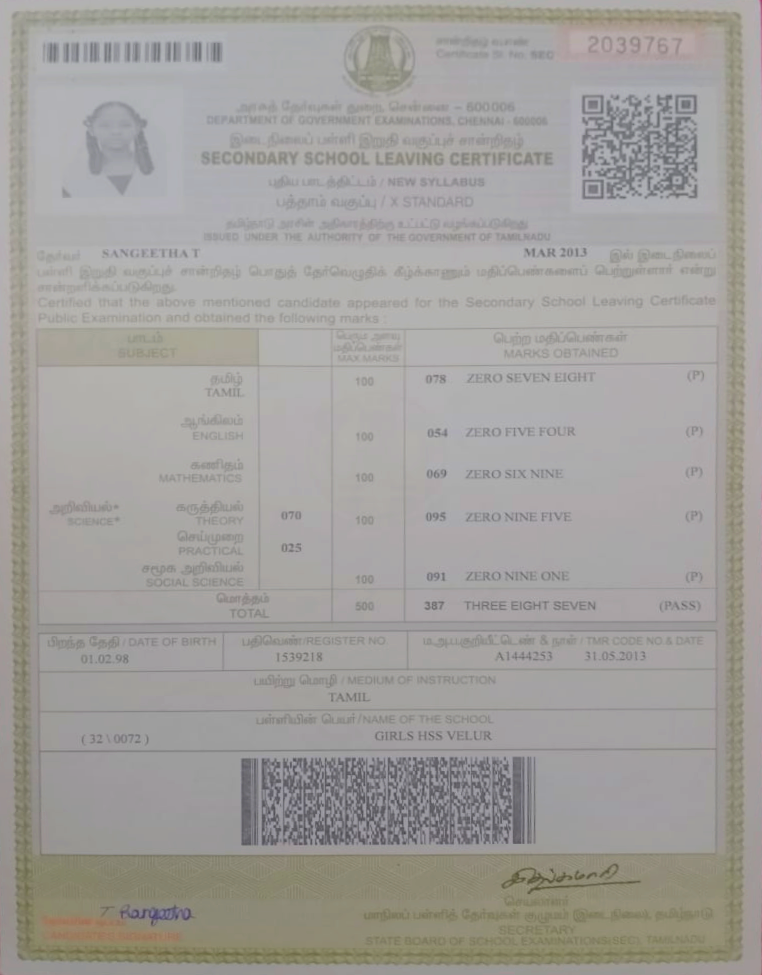 சான்றிதழ் வ.எண்
Certificate Sl. No. SEC 2039767
அரசுத் தேர்வுகள் துறை, சென்னை – 600006
DEPARTMENT OF GOVERNMENT EXAMINATIONS, CHENNAI - 600006
இடைநிலைப் பள்ளி இறுதி வகுப்புச் சான்றிதழ்
SECONDARY SCHOOL LEAVING CERTIFICATE
புதிய பாடத்திட்டம் / NEW SYLLABUS
பத்தாம் வகுப்பு / X STANDARD
தமிழ்நாடு அரசின் அதிகாரத்திற்கு உட்பட்டு வழங்கப்படுகிறது
ISSUED UNDER THE AUTHORITY OF THE GOVERNMENT OF TAMILNADU
தேர்வர் SANGEETHA T MAR 2013 இல் இடைநிலைப்
பள்ளி இறுதி வகுப்புச் சான்றிதழ் பொதுத் தேர்வெழுதிக் கீழ்க்காணும் மதிப்பெண்களைப் பெற்றுள்ளார் என்று
சான்றளிக்கப்படுகிறது.
Certified that the above mentioned candidate appeared for the Secondary School Leaving Certificate
Public Examination and obtained the following marks :
பாடம்
SUBJECT
பெரும அளவு
மதிப்பெண்கள்
MAX.MARKS
பெற்ற மதிப்பெண்கள்
MARKS OBTAINED
தமிழ்
TAMIL 100 078 ZERO SEVEN EIGHT (P)
ஆங்கிலம்
ENGLISH 100 054 ZERO FIVE FOUR (P)
கணிதம்
MATHEMATICS 100 069 ZERO SIX NINE (P)
அறிவியல்* கருத்தியல்
SCIENCE* THEORY 070 100 095 ZERO NINE FIVE (P)
செய்முறை
PRACTICAL 025
சமூக அறிவியல்
SOCIAL SCIENCE 100 091 ZERO NINE ONE (P)
மொத்தம்
TOTAL 500 387 THREE EIGHT SEVEN (PASS)
பிறந்த தேதி / DATE OF BIRTH பதிவெண்/REGISTER NO. ம.அ.ப.குறியீட்டெண் & நாள் / TMR CODE NO.& DATE
01.02.98 1539218 A1444253 31.05.2013
பயிற்று மொழி / MEDIUM OF INSTRUCTION
TAMIL
பள்ளியின் பெயர்/NAME OF THE SCHOOL
( 32 \ 0072 ) GIRLS HSS VELUR
T. Sangeetha
செயலாளர்
மாநிலப் பள்ளித் தேர்வுகள் குழுமம் (இடைநிலை), தமிழ்நாடு
SECRETARY
STATE BOARD OF SCHOOL EXAMINATIONS(SEC), TAMILNADU